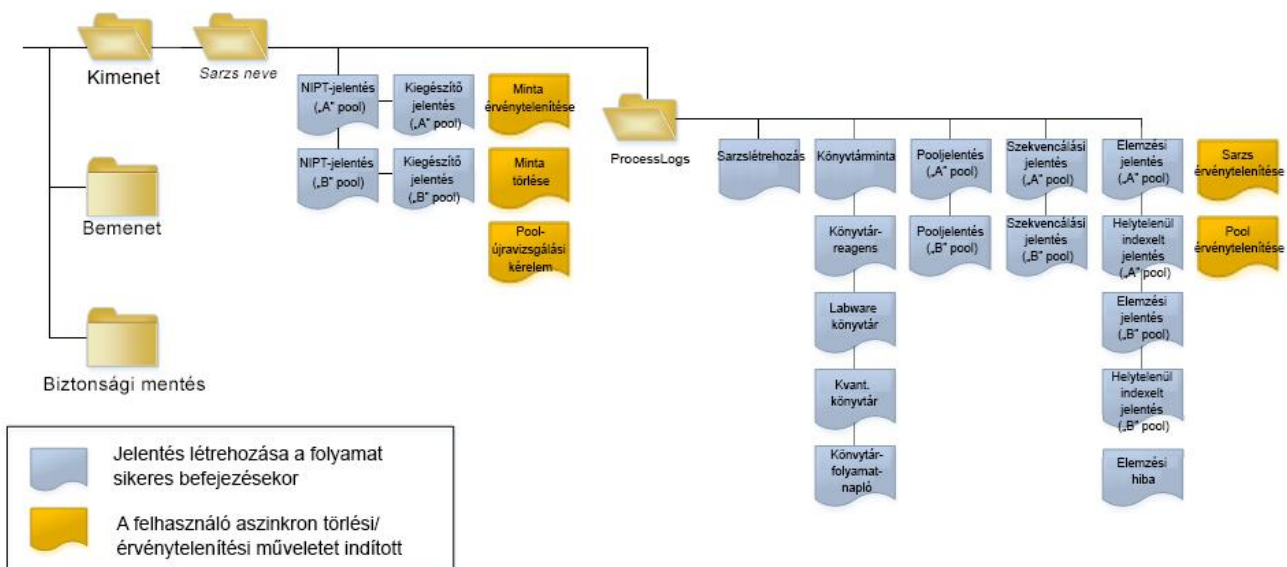 Kimenet
Sarzs neve
NIPT-jelentés
(„A” pool)
Kiegészítő
jelentés
(„A” pool)
Minta
érvénytelenítése
NIPT-jelentés
(„B” pool)
Kiegészítő
jelentés
(„B” pool)
Minta
törlése
Pool-
újravizsgálási
kérelem
ProcessLogs
Sarzslétrehozás
Könyvtárminta
Pooljelentés
(„A” pool)
Szekvencálási
jelentés
(„A” pool)
Elemzési
jelentés
(„A” pool)
Sarzs
érvénytelenítése
Könyvtár-
reagens
Pooljelentés
(„B” pool)
Szekvencálási
jelentés
(„B” pool)
Helytelenül
indexelt
jelentés
(„A” pool)
Pool
érvénytelenítése
Labware
könyvtár
Elemzési
jelentés
(„B” pool)
Kvant.
könyvtár
Helytelenül
indexelt
jelentés
(„B” pool)
Könyvtár-
folyamat-
napló
Elemzési
hiba
Bemenet
Biztonsági mentés
Jelentés létrehozása a folyamat
sikeres befejezésekor
A felhasználó aszinkron törlési/
érvénytelenítési műveletet indított